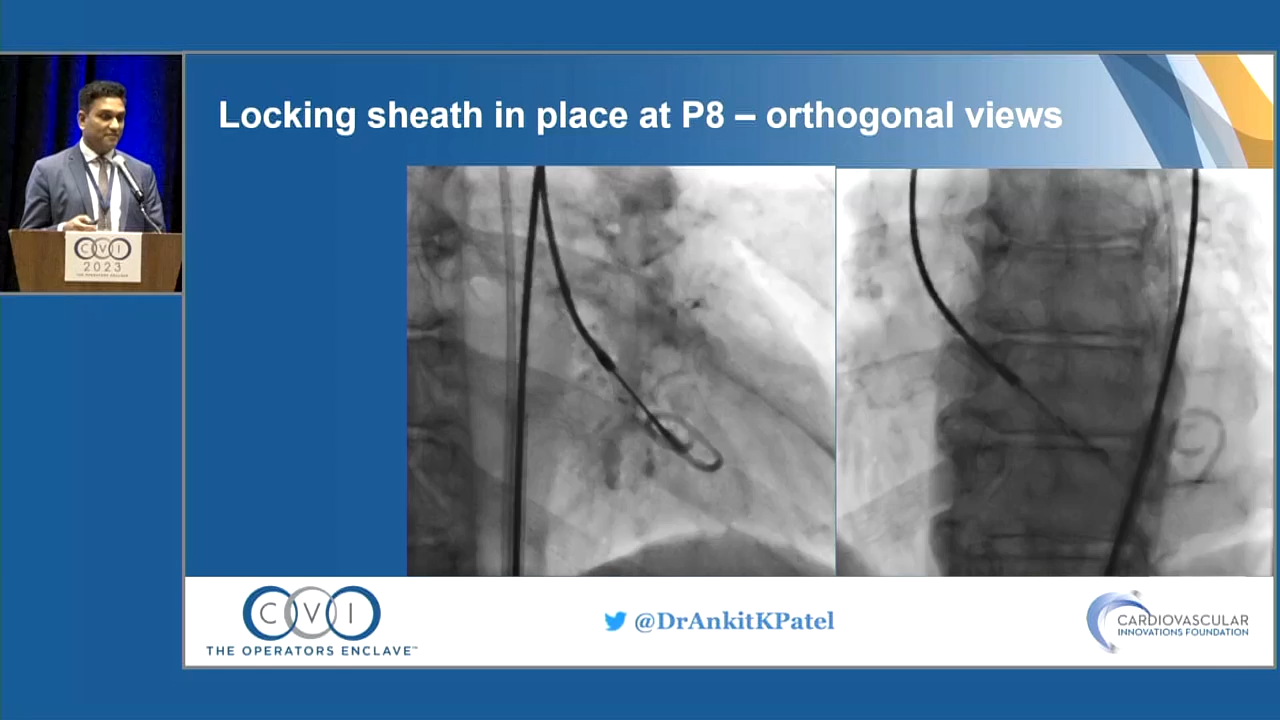 Locking sheath in place at P8 – orthogonal views
CVI
2023
THE OPERATORS ENCLAVE
CVI
THE OPERATORS ENCLAVE™
@DrAnkitKPatel
CARDIOVASCULAR
INNOVATIONS FOUNDATION